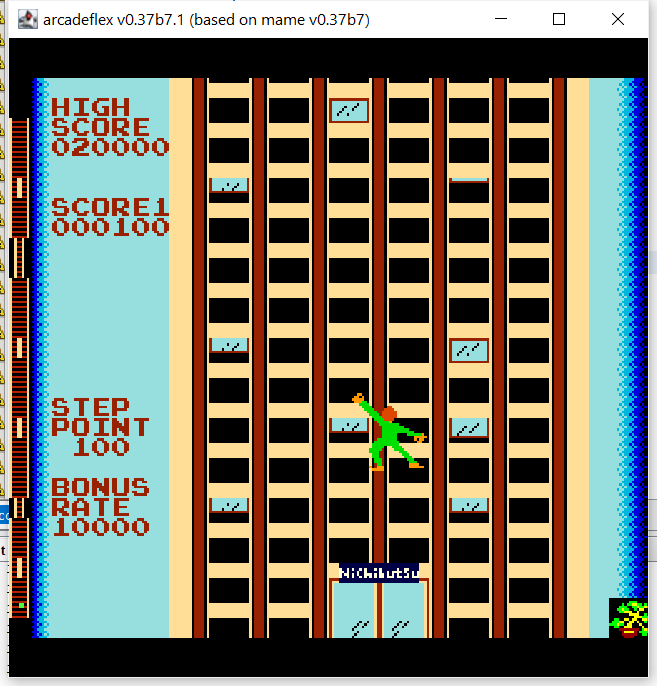 arcadeflex v0.37b7.1 (based on mame v0.37b7)
HIGH
SCORE
020000
SCORE1
000100
STEP
POINT
100
BONUS
RATE
10000
Nichibutsu